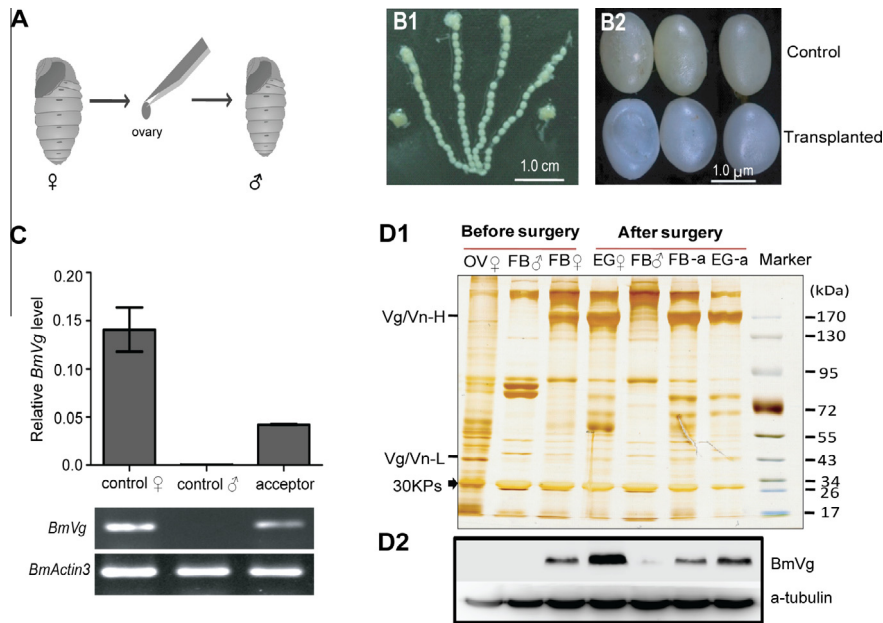 A
ovary
♀
♂
B1
1.0 cm
B2
Control
Transplanted
1.0 µm
C
Relative BmVg level
0.20
0.15
0.10
0.05
0.0
control ♀
control ♂
acceptor
BmVg
BmActin3
D1
Before surgery
After surgery
OV♀
FB♂
FB♀
EG♀
FB♂
FB-a
EG-a
Marker
(kDa)
Vg/Vn-H
Vg/Vn-L
30KPs
170
130
95
72
55
43
34
26
17
D2
BmVg
a-tubulin